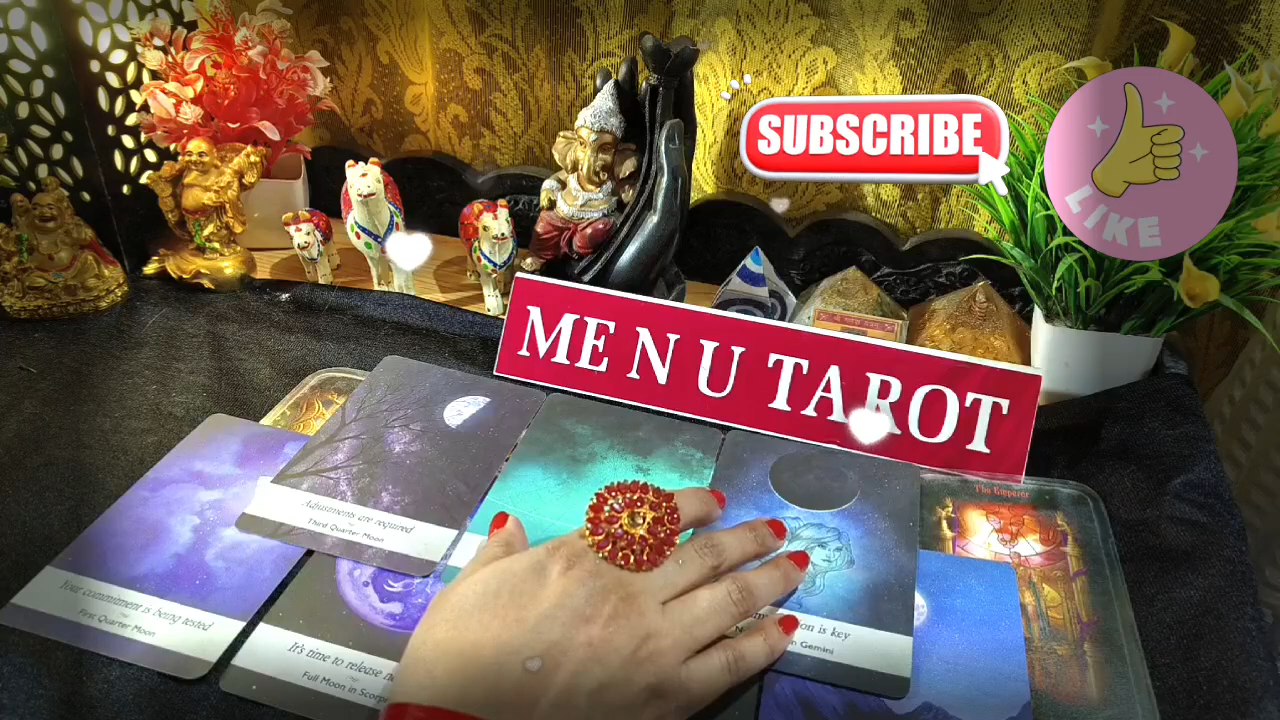 SUBSCRIBE
LIKE
ME N U TAROT
The Emperor
Adjustments are required
Third Quarter Moon
Your commitment is being tested
First Quarter Moon
It's time to release
Full Moon in
on is key
Gemini